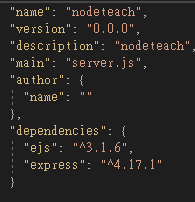 "name": "nodeteach",
"version": "0.0.0",
"description": "nodeteach",
"main": "server.js",
"author": {
"name": ""
},
"dependencies": {
"ejs": "^3.1.6",
"express": "^4.17.1"
}